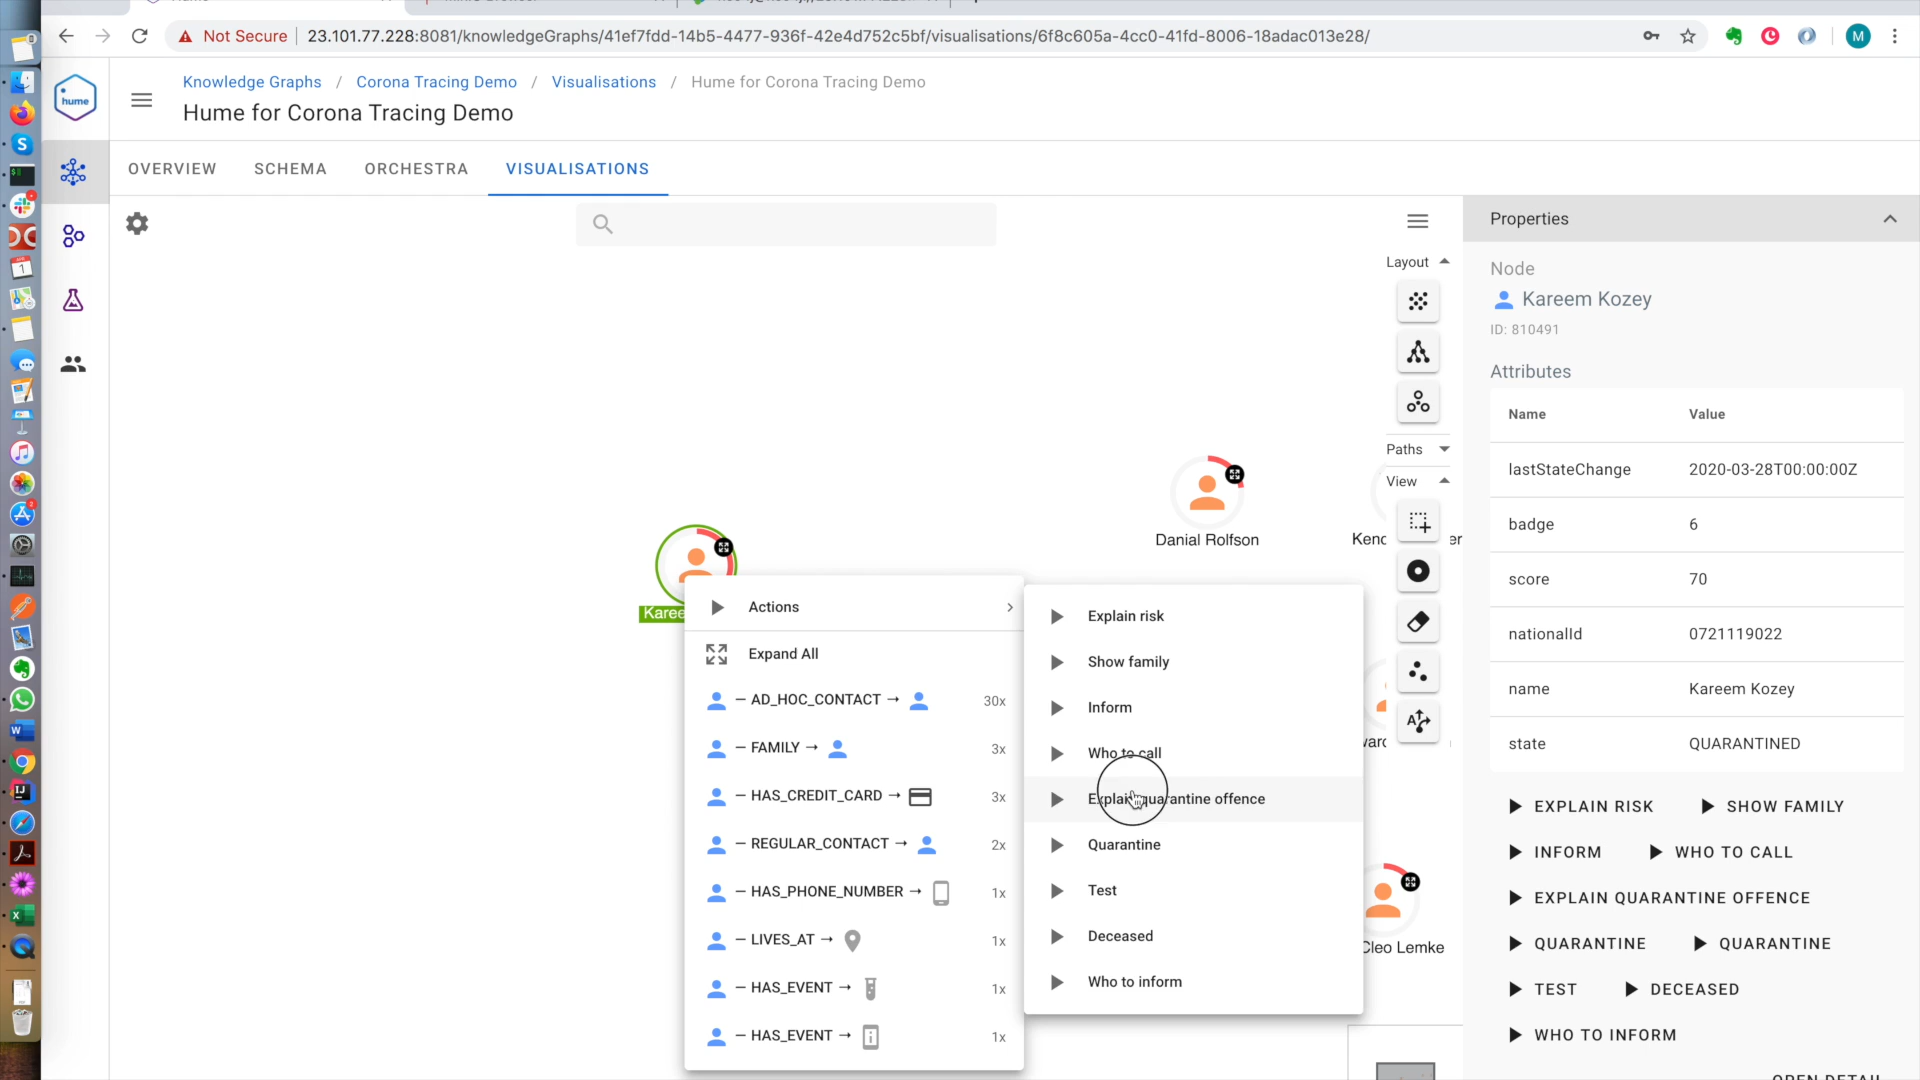 Not Secure
23.101.77.228:8081/knowledgeGraphs/41ef7fdd-14b5-4477-936f-42e4d752c5bf/visualisations/6f8c605a-4cc0-41fd-8006-18adac013e28/
M
hume
Knowledge Graphs / Corona Tracing Demo / Visualisations / Hume for Corona Tracing Demo
Hume for Corona Tracing Demo
OVERVIEW SCHEMA ORCHESTRA VISUALISATIONS
Layout
Paths
View
Danial Rolfson
Cleo Lemke
Actions
Expand All
– AD_HOC_CONTACT → 30x
– FAMILY → 3x
– HAS_CREDIT_CARD → 3x
– REGULAR_CONTACT → 2x
– HAS_PHONE_NUMBER → 1x
– LIVES_AT → 1x
– HAS_EVENT → 1x
– HAS_EVENT → 1x
Explain risk
Show family
Inform
Who to call
Explain quarantine offence
Quarantine
Test
Deceased
Who to inform
Properties
Node
Kareem Kozey
ID: 810491
Attributes
Name Value
lastStateChange 2020-03-28T00:00:00Z
badge 6
score 70
nationalId 0721119022
name Kareem Kozey
state QUARANTINED
EXPLAIN RISK SHOW FAMILY
INFORM WHO TO CALL
EXPLAIN QUARANTINE OFFENCE
QUARANTINE QUARANTINE
TEST DECEASED
WHO TO INFORM